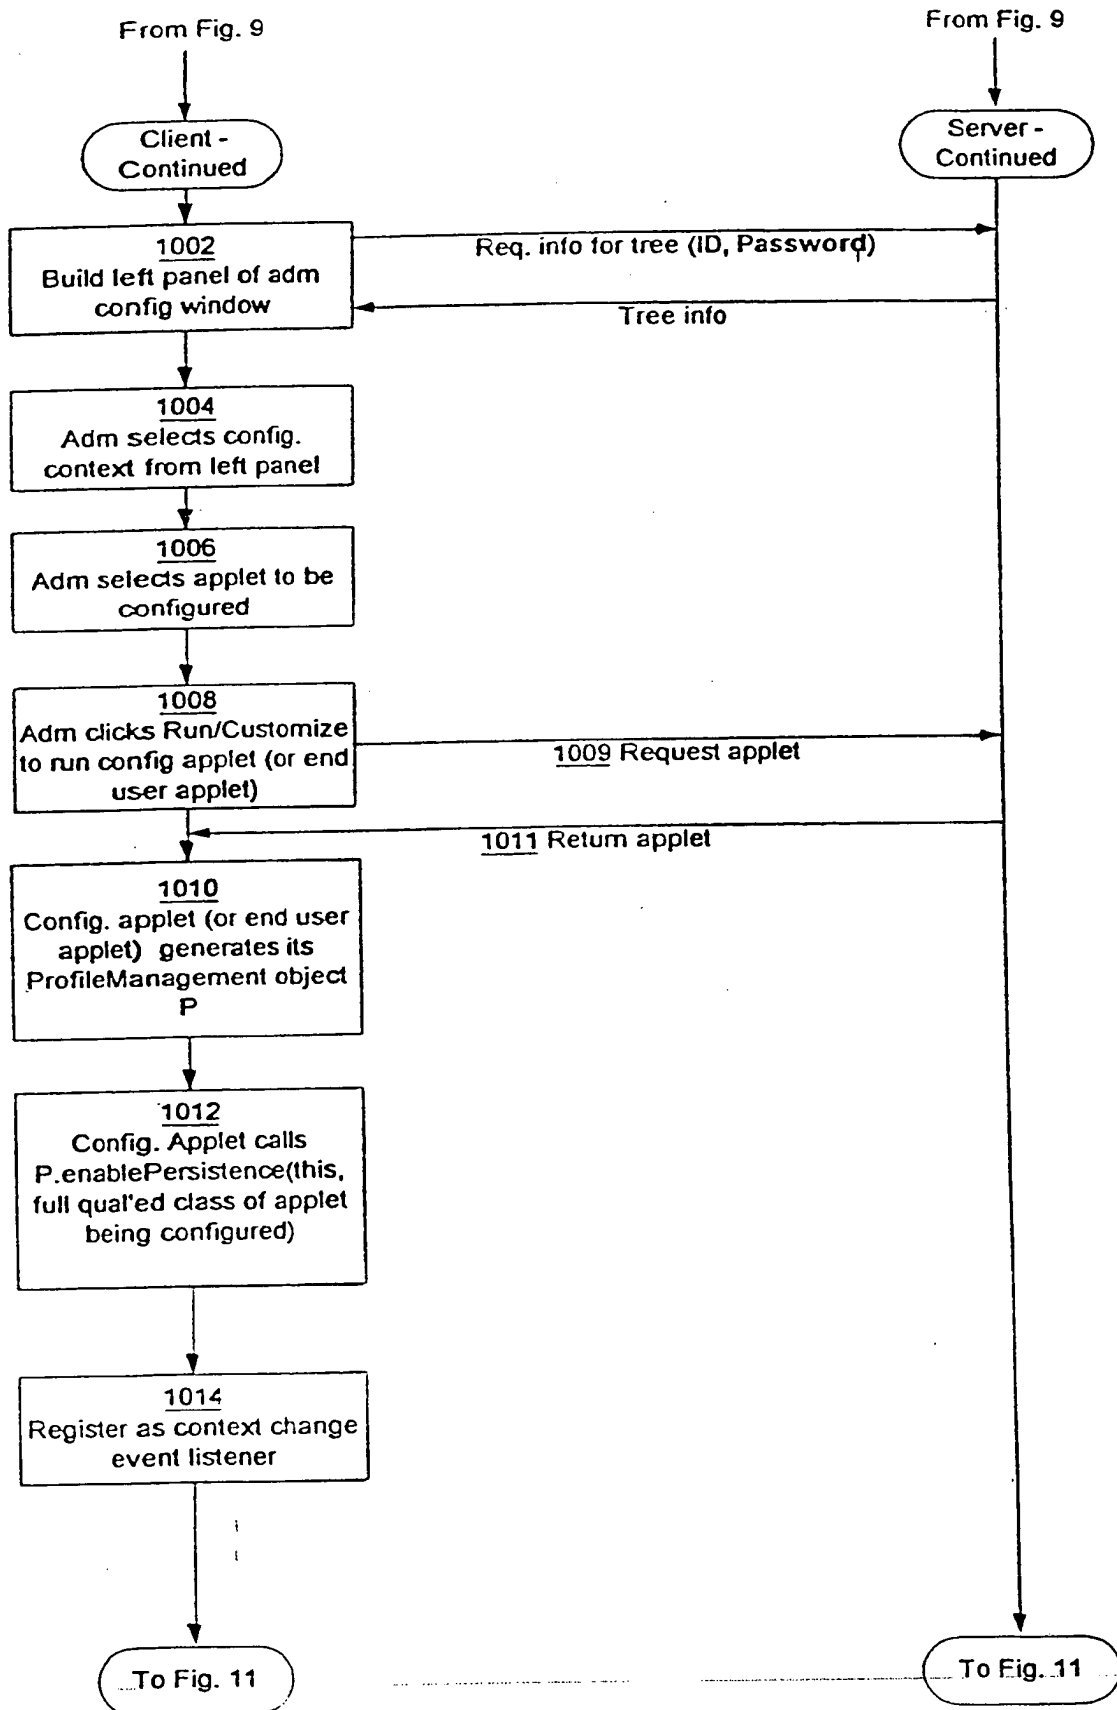 From Fig. 9
From Fig. 9
Client -
Continued
Server -
Continued
1002
Build left panel of adm
config window
Req. info for tree (ID, Password)
Tree info
1004
Adm selects config.
context from left panel
1006
Adm selects applet to be
configured
1008
Adm clicks Run/Customize
to run config applet (or end
user applet)
1009 Request applet
1011 Return applet
1010
Config. applet (or end user
applet) generates its
ProfileManagement object
P
1012
Config. Applet calls
P.enablePersistence(this,
full qual'ed class of applet
being configured)
1014
Register as context change
event listener
To Fig. 11
To Fig. 11